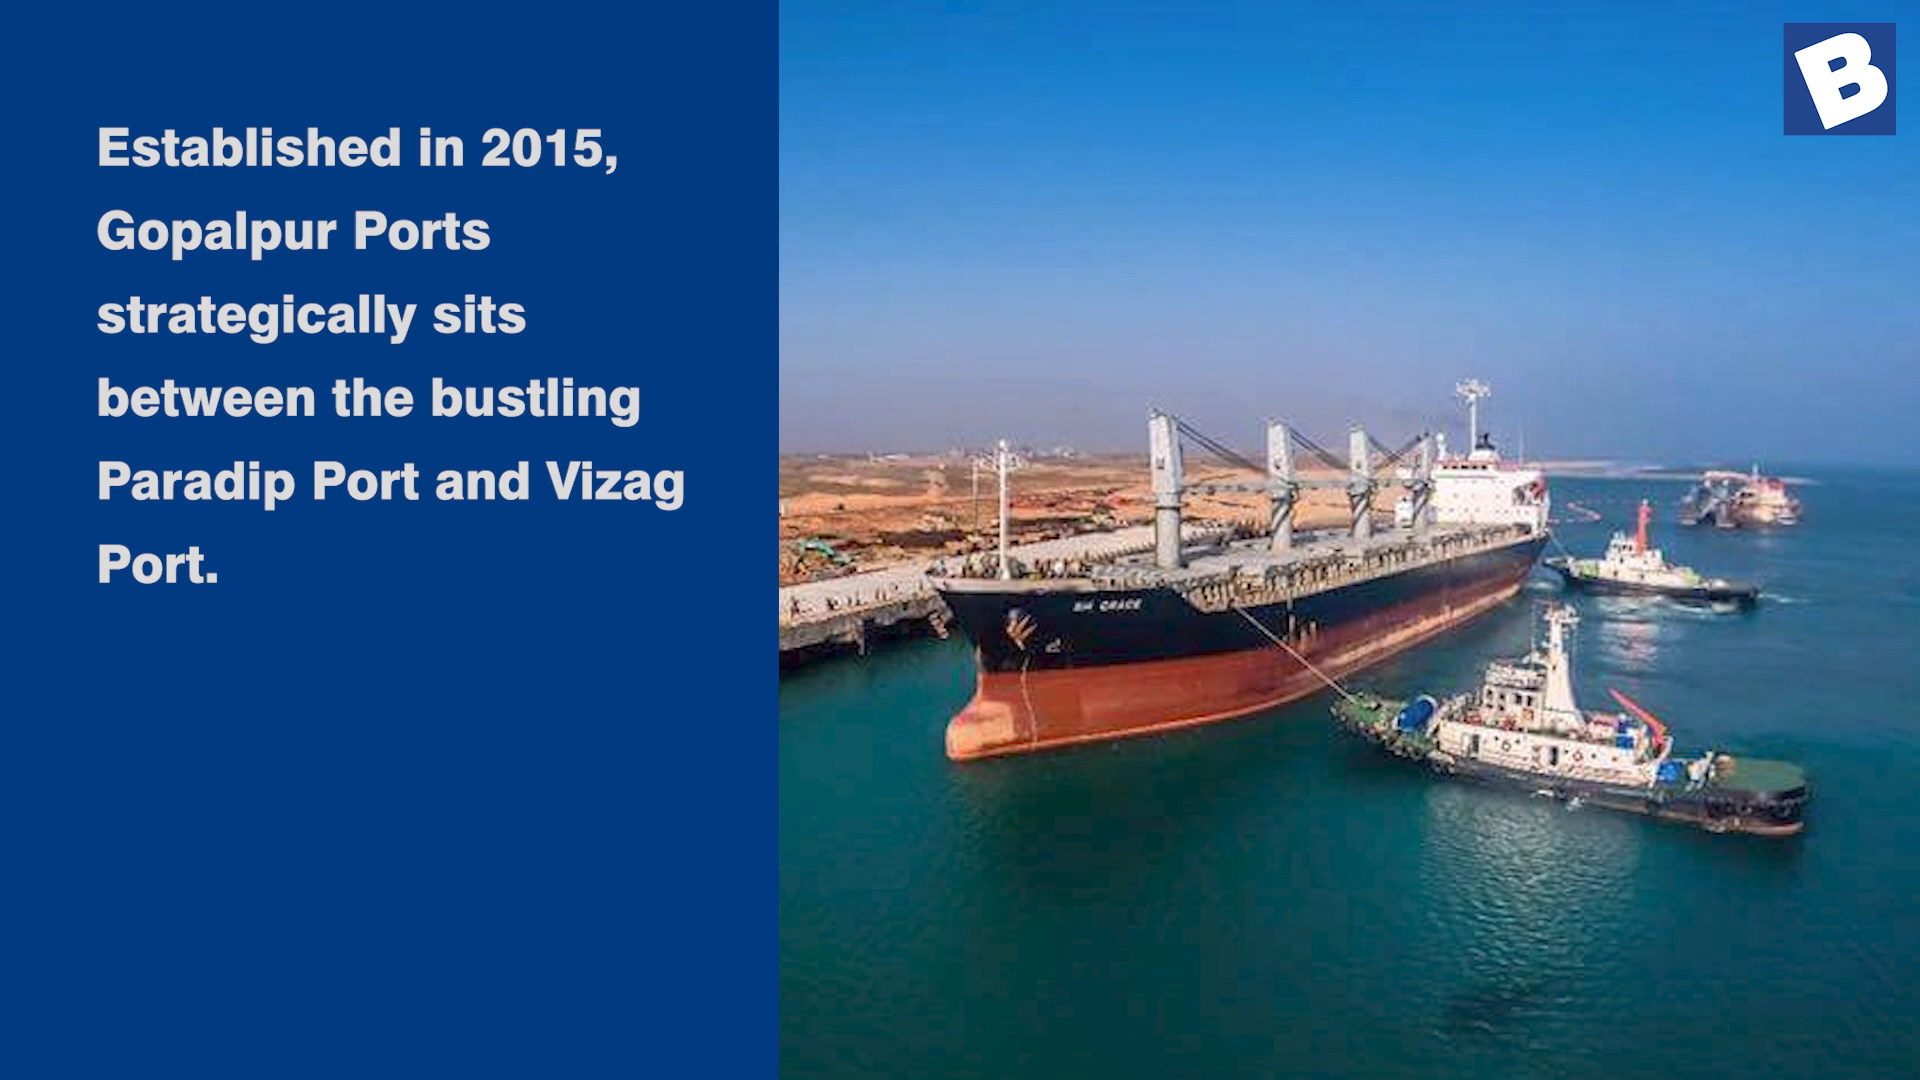 Established in 2015,
Gopalpur Ports
strategically sits
between the bustling
Paradip Port and Vizag
Port.
B